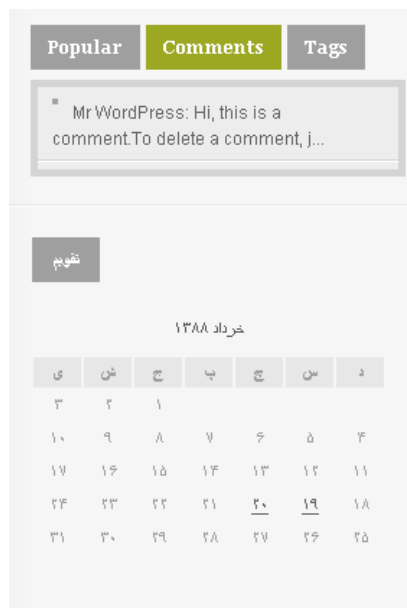 Popular Comments Tags
Mr WordPress: Hi, this is a
comment.To delete a comment, j...
تقویم
خرداد ۱۳۸۸
د س چ پ ج ش ی
۱ ۲ ۳
۴ ۵ ۶ ۷ ۸ ۹ ۱۰
۱۱ ۱۲ ۱۳ ۱۴ ۱۵ ۱۶ ۱۷
۱۸ ۱۹ ۲۰ ۲۱ ۲۲ ۲۳ ۲۴
۲۵ ۲۶ ۲۷ ۲۸ ۲۹ ۳۰ ۳۱